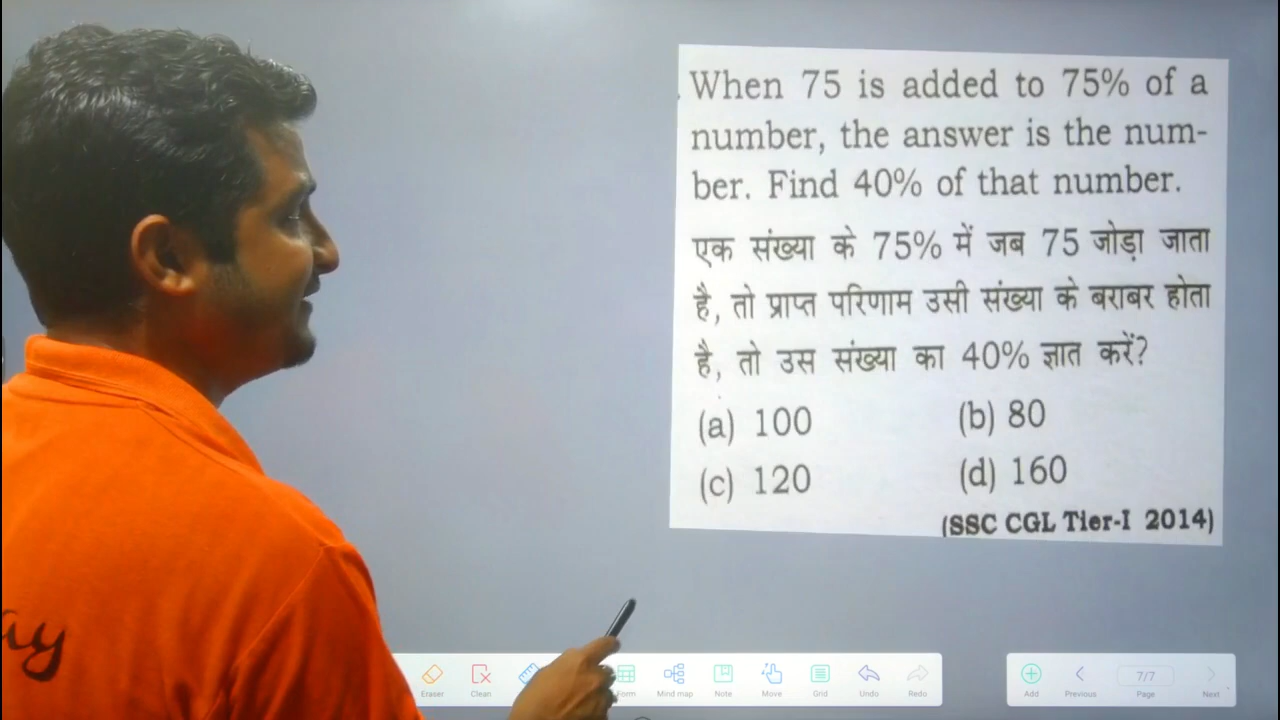 When 75 is added to 75% of a
number, the answer is the num-
ber. Find 40% of that number.
एक संख्या के 75% में जब 75 जोड़ा जाता
है, तो प्राप्त परिणाम उसी संख्या के बराबर होता
है, तो उस संख्या का 40% ज्ञात करें?
(a) 100 (b) 80
(c) 120 (d) 160
(SSC CGL Tier-I 2014)
Eraser Clean Form Mind map Note Move Grid Undo Redo Add Previous 7/7 Page Next